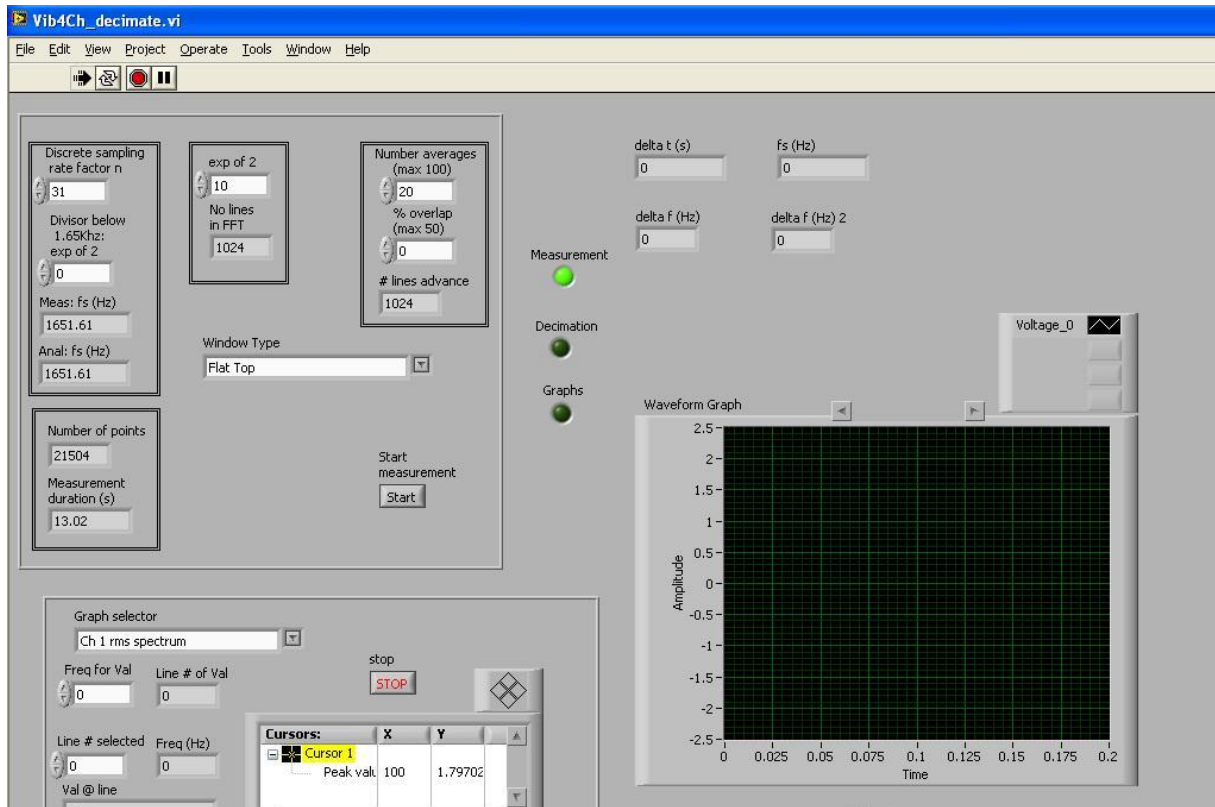 Vib4Ch_decimate.vi
File Edit View Project Operate Tools Window Help
Discrete sampling
rate factor n
31
Divisor below
1.65Khz:
exp of 2
0
Meas: fs (Hz)
1651.61
Anal: fs (Hz)
1651.61
exp of 2
10
No lines
in FFT
1024
Number averages
(max 100)
20
% overlap
(max 50)
0
# lines advance
1024
Window Type
Flat Top
Number of points
21504
Measurement
duration (s)
13.02
Start
measurement
Start
Measurement
Decimation
Graphs
delta t (s)
0
fs (Hz)
0
delta f (Hz)
0
delta f (Hz) 2
0
Voltage_0
Waveform Graph
2.5
2
1.5
1
0.5
0
-0.5
-1
-1.5
-2
-2.5
Amplitude
0 0.025 0.05 0.075 0.1 0.125 0.15 0.175 0.2
Time
Graph selector
Ch 1 rms spectrum
Freq for Val
0
Line # of Val
0
stop
STOP
Line # selected
0
Freq (Hz)
0
Val @ line
Cursors: X Y
Cursor 1
Peak valu 100 1.79702